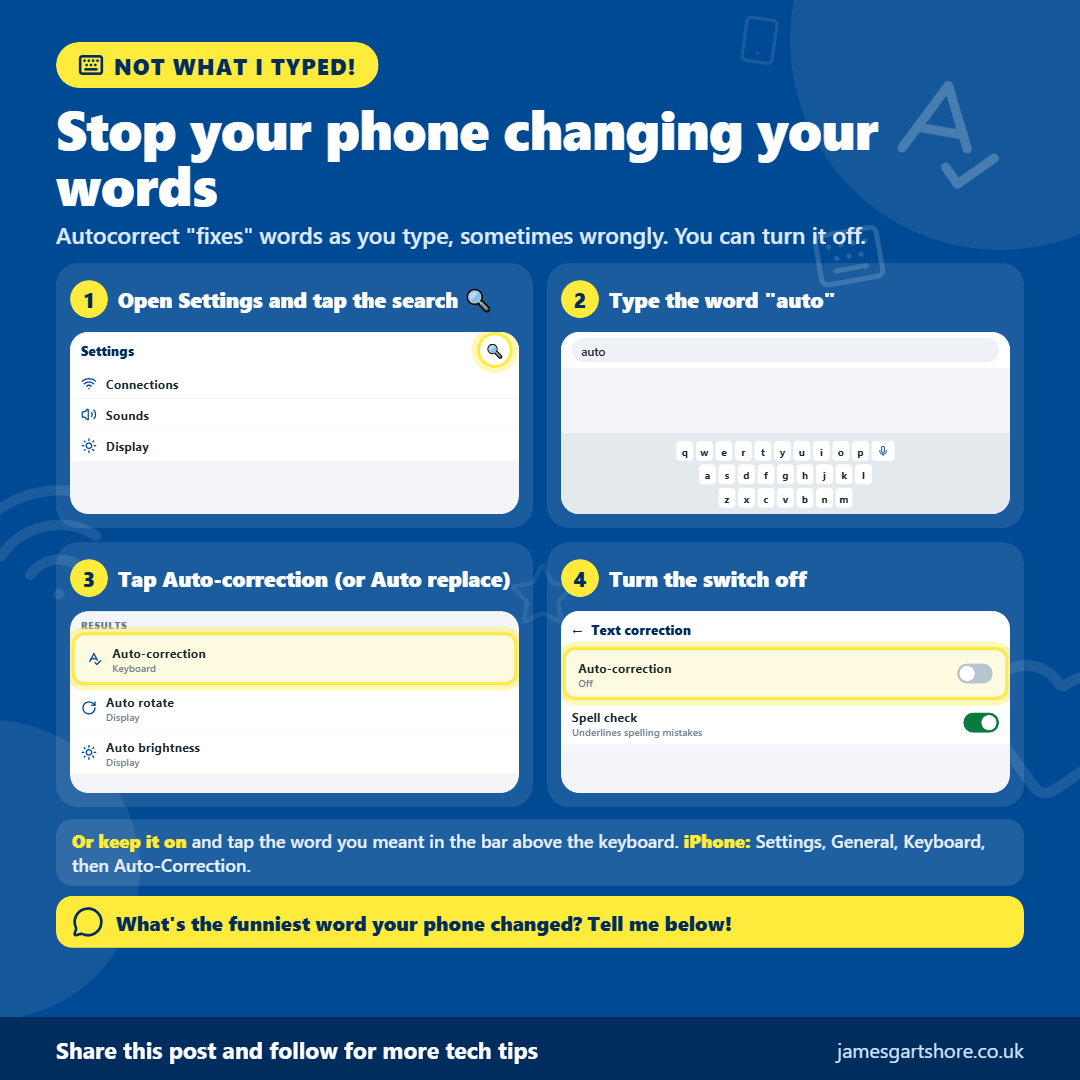 NOT WHAT I TYPED!
Stop your phone changing your
words
Autocorrect "fixes" words as you type, sometimes wrongly. You can turn it off.
1 Open Settings and tap the search 🔍
Settings
Connections
Sounds
Display
2 Type the word "auto"
auto
q w e r t y u i o p
a s d f g h j k l
z x c v b n m
3 Tap Auto-correction (or Auto replace)
RESULTS
Auto-correction
Keyboard
Auto rotate
Display
Auto brightness
Display
4 Turn the switch off
← Text correction
Auto-correction
Off
Spell check
Underlines spelling mistakes
Or keep it on and tap the word you meant in the bar above the keyboard. iPhone: Settings, General, Keyboard,
then Auto-Correction.
What's the funniest word your phone changed? Tell me below!
Share this post and follow for more tech tips
jamesgartshore.co.uk